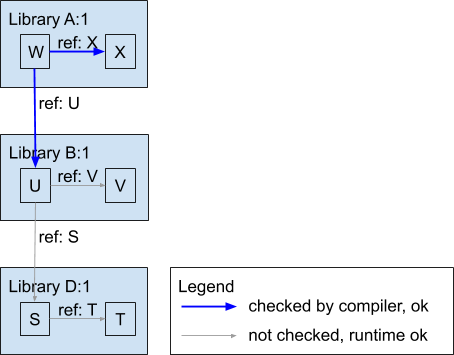 Library A:1
ref: X
W
X
ref: U
Library B:1
ref: V
U
V
ref: S
Library D:1
ref: T
S
T
Legend
checked by compiler, ok
not checked, runtime ok